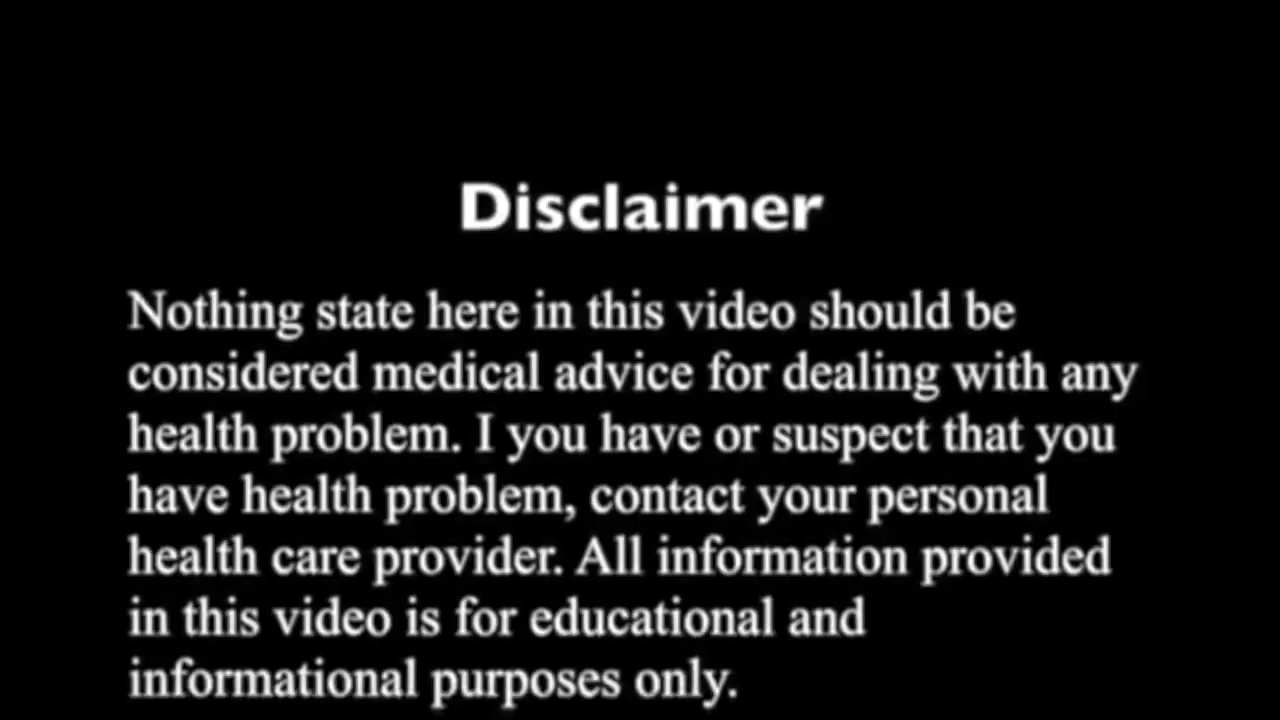 Disclaimer
Nothing state here in this video should be
considered medical advice for dealing with any
health problem. I you have or suspect that you
have health problem, contact your personal
health care provider. All information provided
in this video is for educational and
informational purposes only.